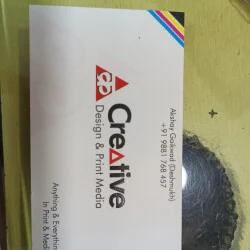 Akshay Gaikwad (Deshmukh)
+91 9881 768 457
Creative
Design & Print Media
Anything & Everything
In Print & Media